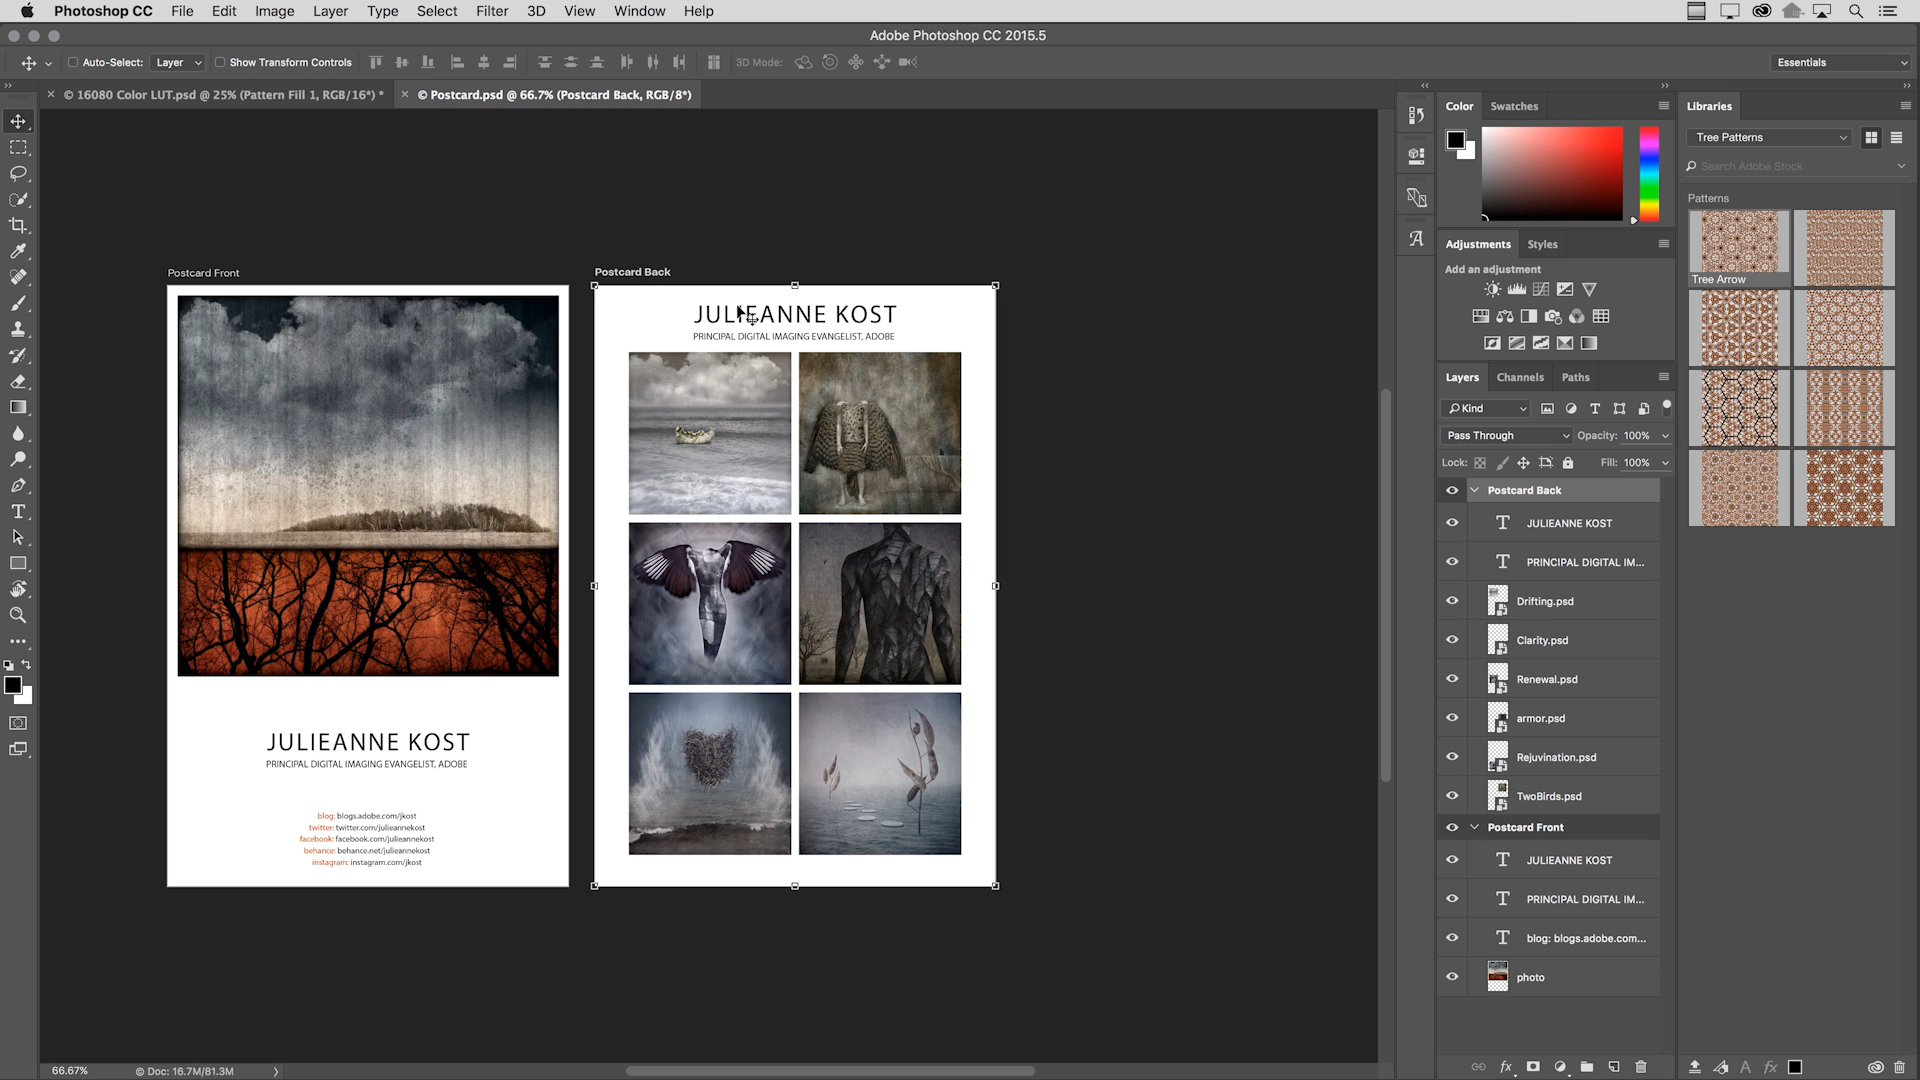 Photoshop CC File Edit Image Layer Type Select Filter 3D View Window Help
Adobe Photoshop CC 2015.5
Auto-Select: Layer Show Transform Controls 3D Mode: Essentials
© 16080 Color LUT.psd @ 25% (Pattern Fill 1, RGB/16*) *
© Postcard.psd @ 66.7% (Postcard Back, RGB/8*)
Postcard Front
JULIEANNE KOST
PRINCIPAL DIGITAL IMAGING EVANGELIST, ADOBE
blog: blogs.adobe.com/jkost
twitter: twitter.com/julieannekost
facebook: facebook.com/julieannekost
behance: behance.net/julieannekost
instagram: instagram.com/jkost
Postcard Back
JULIEANNE KOST
PRINCIPAL DIGITAL IMAGING EVANGELIST, ADOBE
Color Swatches
Adjustments Styles
Add an adjustment
Layers Channels Paths
Kind
Pass Through Opacity: 100%
Lock: Fill: 100%
Postcard Back
JULIEANNE KOST
PRINCIPAL DIGITAL IM...
Drifting.psd
Clarity.psd
Renewal.psd
armor.psd
Rejuvination.psd
TwoBirds.psd
Postcard Front
JULIEANNE KOST
PRINCIPAL DIGITAL IM...
blog: blogs.adobe.com...
photo
Libraries
Tree Patterns
Search Adobe Stock
Patterns
Tree Arrow
66.67% © Doc: 16.7M/81.3M